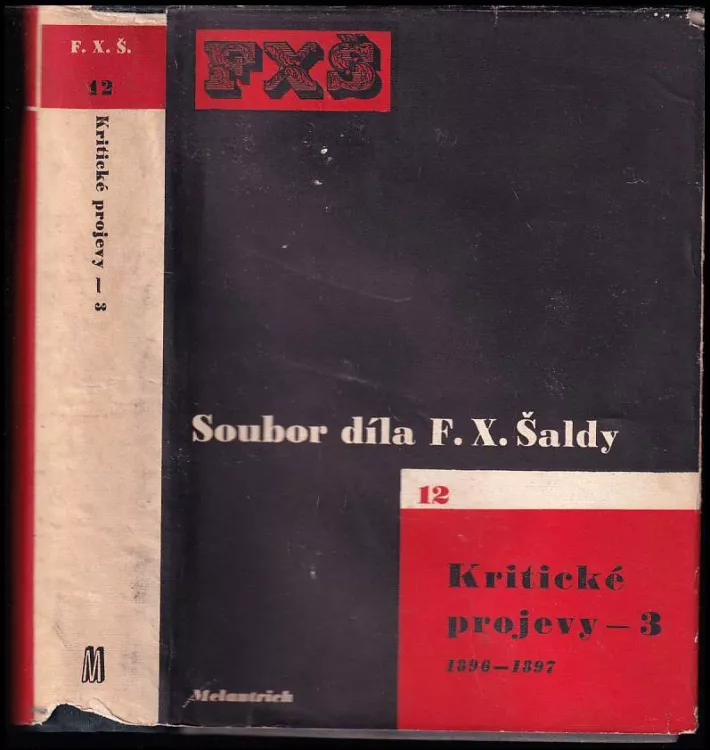 F. X. Š.
12
Kritické projevy — 3
M
FXŠ
Soubor díla F. X. Šaldy
12
Kritické
projevy — 3
1896—1897
Melantrich